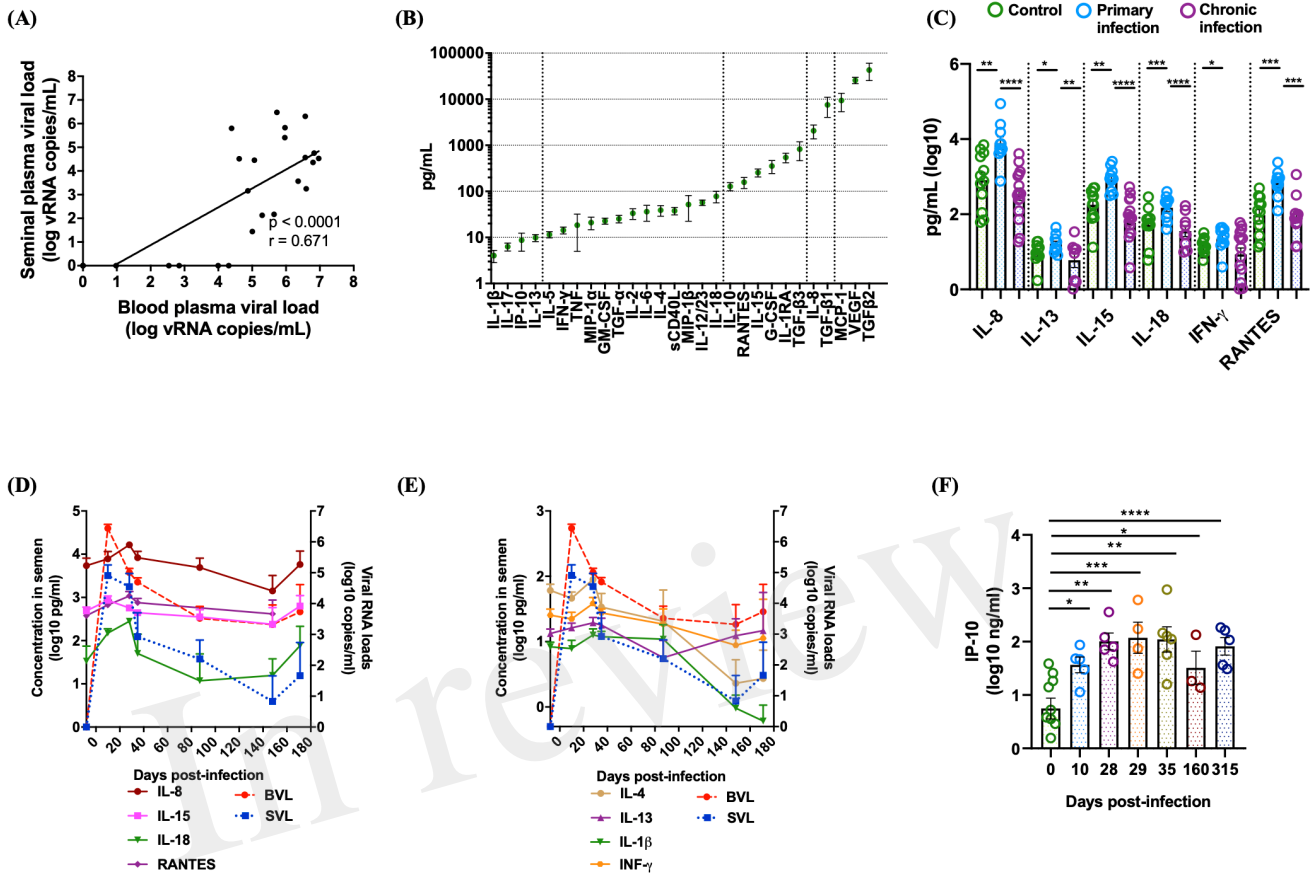 (A)
Seminal plasma viral load
(log vRNA copies/mL)
8
7
6
5
4
3
2
1
0
0 1 2 3 4 5 6 7 8
p < 0.0001
r = 0.671
Blood plasma viral load
(log vRNA copies/mL)
(B)
pg/mL
100000
10000
1000
100
10
1
IL-1β
IL-17
IP-10
IL-13
IL-5
IFN-γ
TNF
MIP-1α
GM-CSF
TGF-α
IL-2
IL-6
IL-4
sCD40L
MIP-1β
IL-12/23
IL-18
IL-10
RANTES
IL-15
G-CSF
IL-1RA
TGF-β3
IL-8
TGF-β1
MCP-1
VEGF
TGFβ2
(C)
Control Primary infection Chronic infection
pg/mL (log10)
6
4
2
0
** **** * ** ** **** *** **** * *** ***
IL-8
IL-13
IL-15
IL-18
IFN-γ
RANTES
(D)
Concentration in semen
(log10 pg/ml)
5
4
3
2
1
0
7
6
5
4
3
2
1
0
Viral RNA loads
(log10 copies/ml)
0 20 40 60 80 100 120 140 160 180
Days post-infection
IL-8 BVL
IL-15 SVL
IL-18
RANTES
(E)
Concentration in semen
(log10 pg/ml)
3
2
1
0
7
6
5
4
3
2
1
0
Viral RNA loads
(log10 copies/ml)
0 20 40 60 80 100 120 140 160 180
Days post-infection
IL-4 BVL
IL-13 SVL
IL-1β
INF-γ
(F)
IP-10
(log10 ng/ml)
4
3
2
1
0
****
*
**
***
**
*
0 10 28 29 35 160 315
Days post-infection
In review